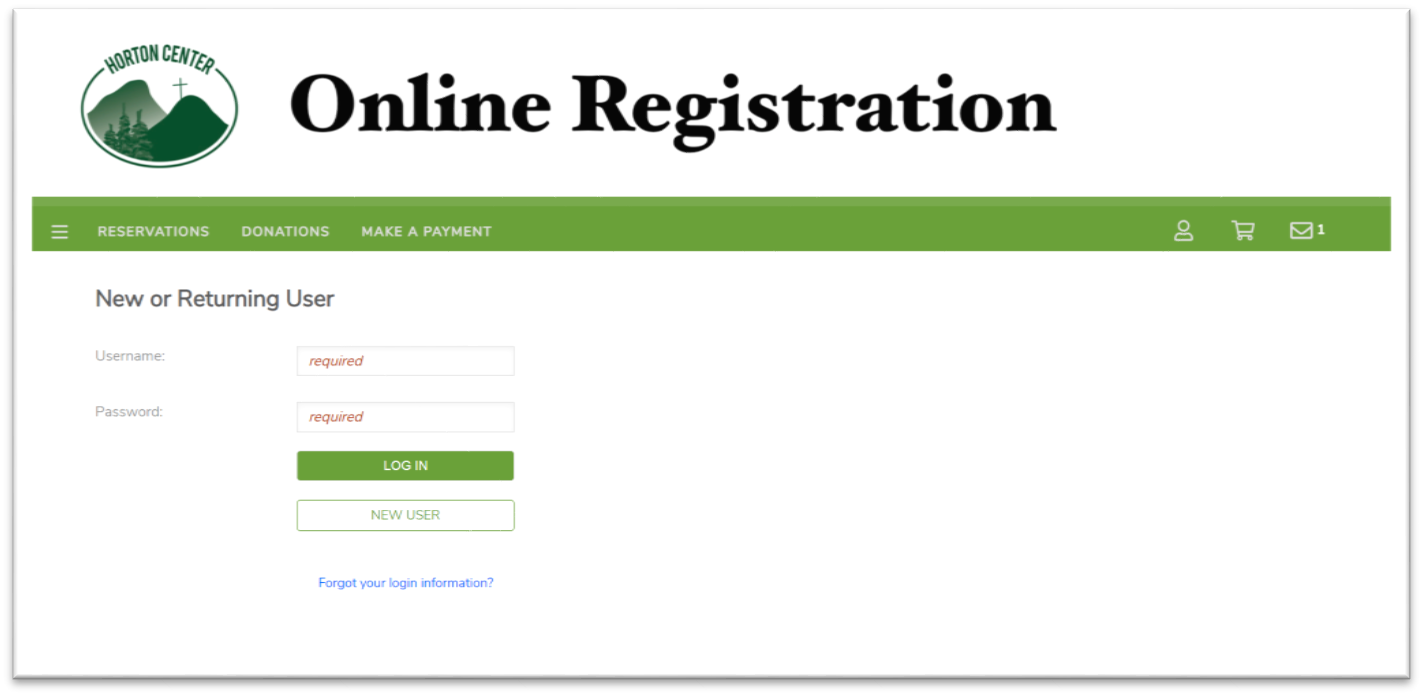 HORTON CENTER
Online Registration
RESERVATIONS DONATIONS MAKE A PAYMENT 1
New or Returning User
Username: required
Password: required
LOG IN
NEW USER
Forgot your login information?